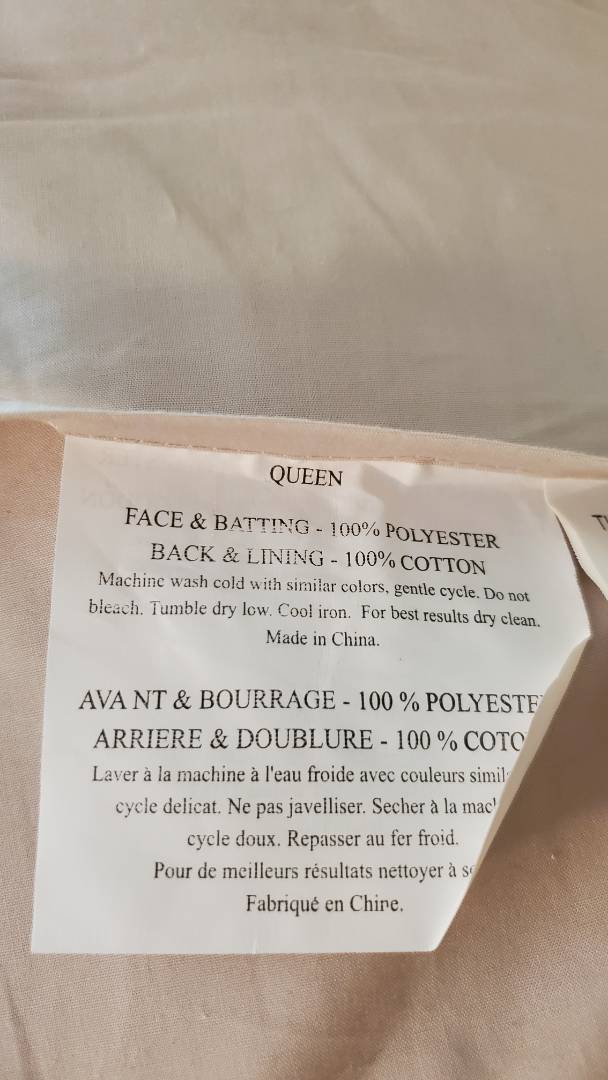 QUEEN
FACE & BATTING - 100% POLYESTER
BACK & LINING - 100% COTTON
Machine wash cold with similar colors, gentle cycle. Do not
bleach. Tumble dry low. Cool iron. For best results dry clean.
Made in China.
AVANT & BOURRAGE - 100 % POLYESTE
ARRIERE & DOUBLURE - 100 % COTO
Laver à la machine à l'eau froide avec couleurs simil
cycle delicat. Ne pas javelliser. Secher à la mac
cycle doux. Repasser au fer froid.
Pour de meilleurs résultats nettoyer à s
Fabriqué en Chine.